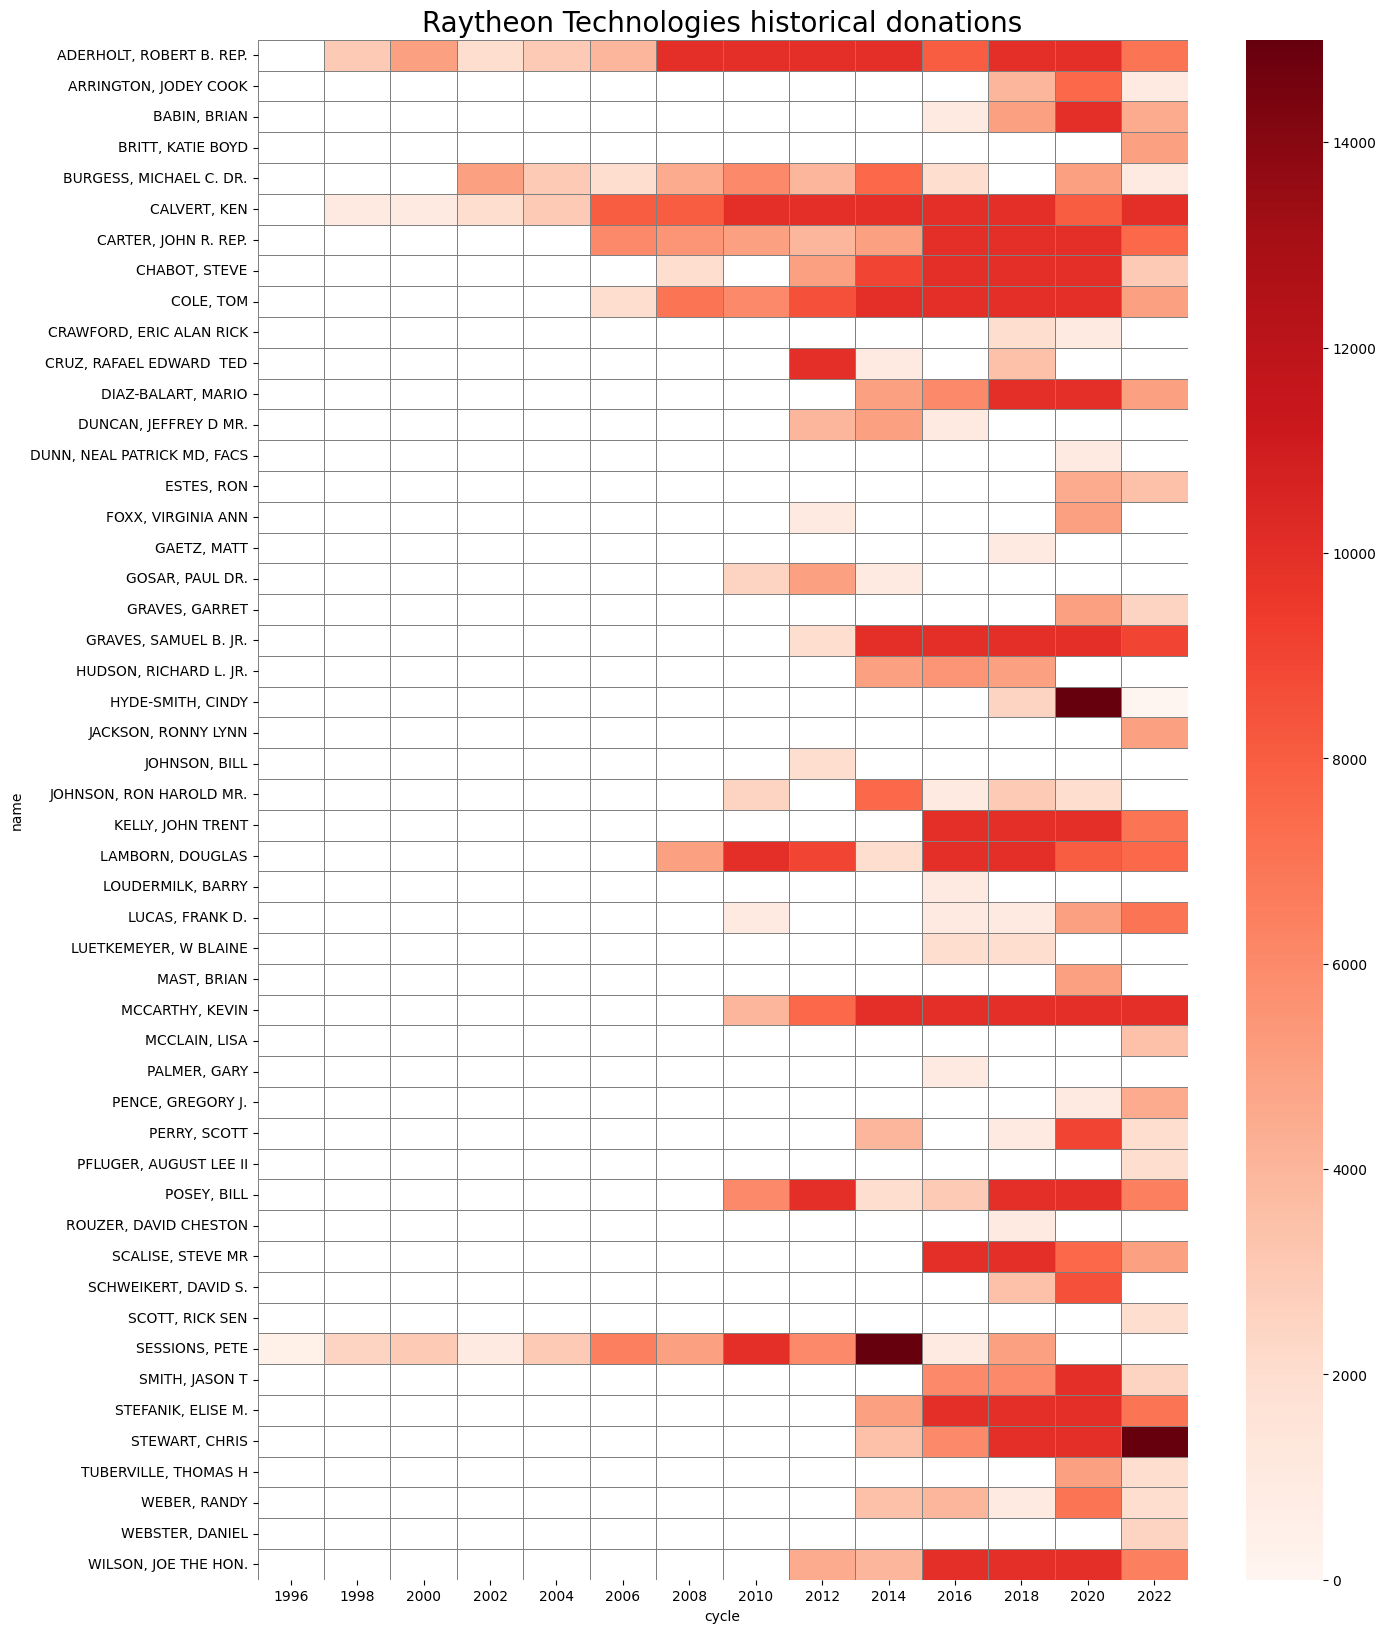 Raytheon Technologies historical donations
ADERHOLT, ROBERT B. REP.
ARRINGTON, JODEY COOK
BABIN, BRIAN
BRITT, KATIE BOYD
BURGESS, MICHAEL C. DR.
CALVERT, KEN
CARTER, JOHN R. REP.
CHABOT, STEVE
COLE, TOM
CRAWFORD, ERIC ALAN RICK
CRUZ, RAFAEL EDWARD  TED
DIAZ-BALART, MARIO
DUNCAN, JEFFREY D MR.
DUNN, NEAL PATRICK MD, FACS
ESTES, RON
FOXX, VIRGINIA ANN
GAETZ, MATT
GOSAR, PAUL DR.
GRAVES, GARRET
GRAVES, SAMUEL B. JR.
HUDSON, RICHARD L. JR.
HYDE-SMITH, CINDY
JACKSON, RONNY LYNN
JOHNSON, BILL
JOHNSON, RON HAROLD MR.
KELLY, JOHN TRENT
LAMBORN, DOUGLAS
LOUDERMILK, BARRY
LUCAS, FRANK D.
LUETKEMEYER, W BLAINE
MAST, BRIAN
MCCARTHY, KEVIN
MCCLAIN, LISA
PALMER, GARY
PENCE, GREGORY J.
PERRY, SCOTT
PFLUGER, AUGUST LEE II
POSEY, BILL
ROUZER, DAVID CHESTON
SCALISE, STEVE MR
SCHWEIKERT, DAVID S.
SCOTT, RICK SEN
SESSIONS, PETE
SMITH, JASON T
STEFANIK, ELISE M.
STEWART, CHRIS
TUBERVILLE, THOMAS H
WEBER, RANDY
WEBSTER, DANIEL
WILSON, JOE THE HON.
name
1996 1998 2000 2002 2004 2006 2008 2010 2012 2014 2016 2018 2020 2022
cycle
14000
12000
10000
8000
6000
4000
2000
0